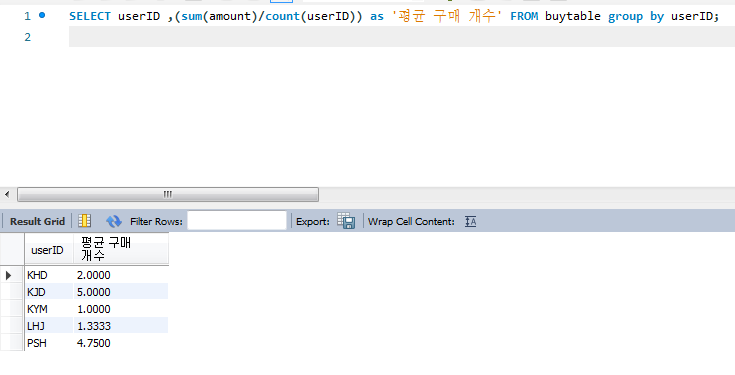 1 SELECT userID ,(sum(amount)/count(userID)) as '평균 구매 개수' FROM buytable group by userID;
2
Result Grid Filter Rows: Export: Wrap Cell Content: IA
userID 평균 구매
개수
KHD 2.0000
KJD 5.0000
KYM 1.0000
LHJ 1.3333
PSH 4.7500